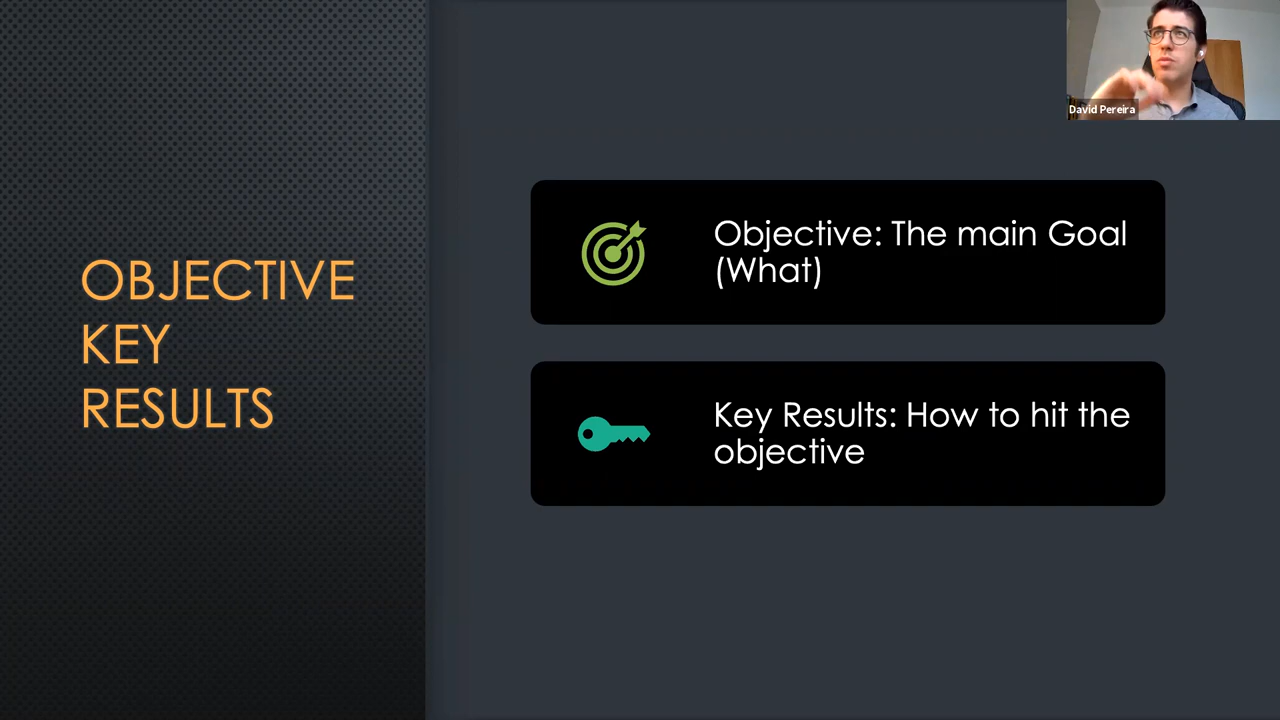 OBJECTIVE
KEY
RESULTS
Objective: The main Goal
(What)
Key Results: How to hit the
objective
David Pereira